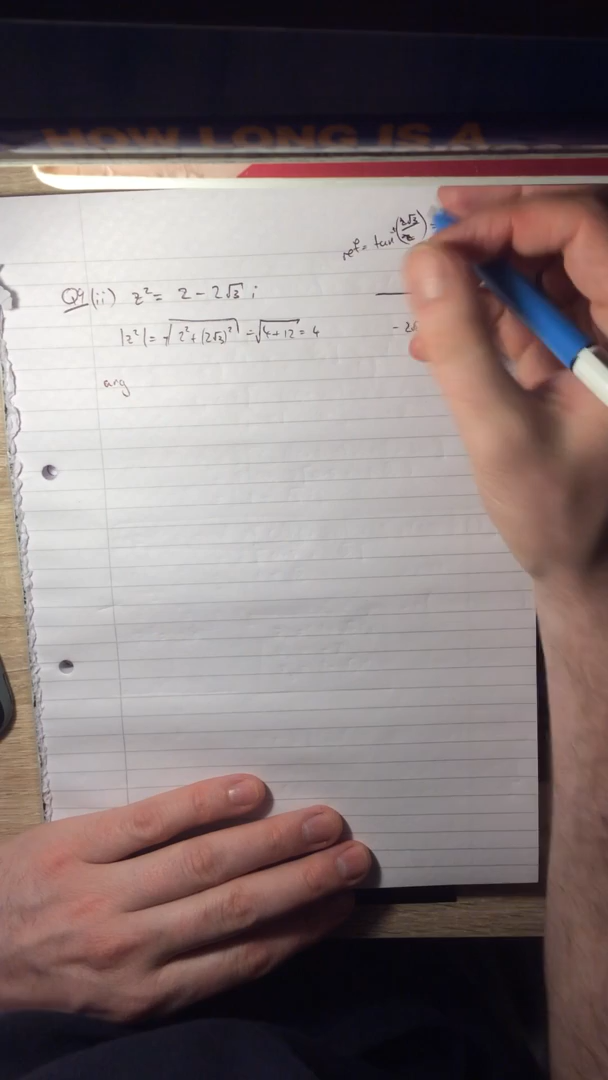 HOW LONG IS A
ref = tan⁻¹(2√3/2) =
Q9(ii) z² = 2 - 2√3 i
|z²| = √(2² + (2√3)²) = √(4 + 12) = 4
arg